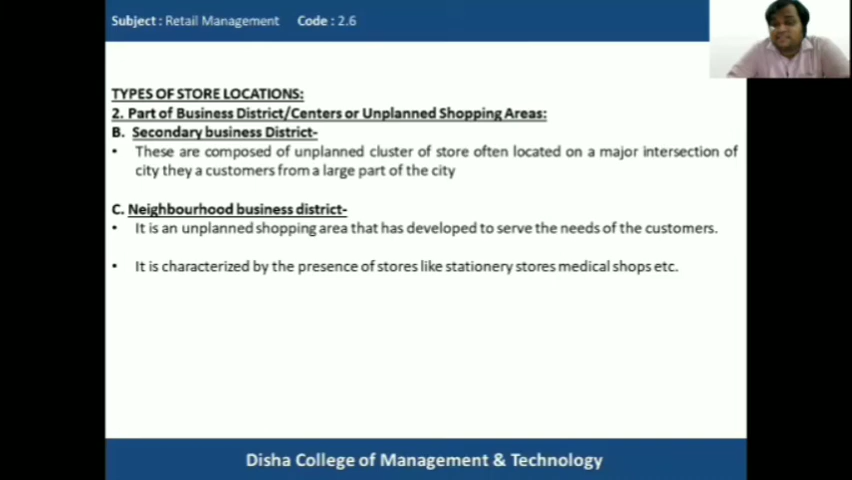 Subject : Retail Management Code : 2.6
TYPES OF STORE LOCATIONS:
2. Part of Business District/Centers or Unplanned Shopping Areas:
B. Secondary business District-
• These are composed of unplanned cluster of store often located on a major intersection of
city they a customers from a large part of the city
C. Neighbourhood business district-
• It is an unplanned shopping area that has developed to serve the needs of the customers.
• It is characterized by the presence of stores like stationery stores medical shops etc.
Disha College of Management & Technology